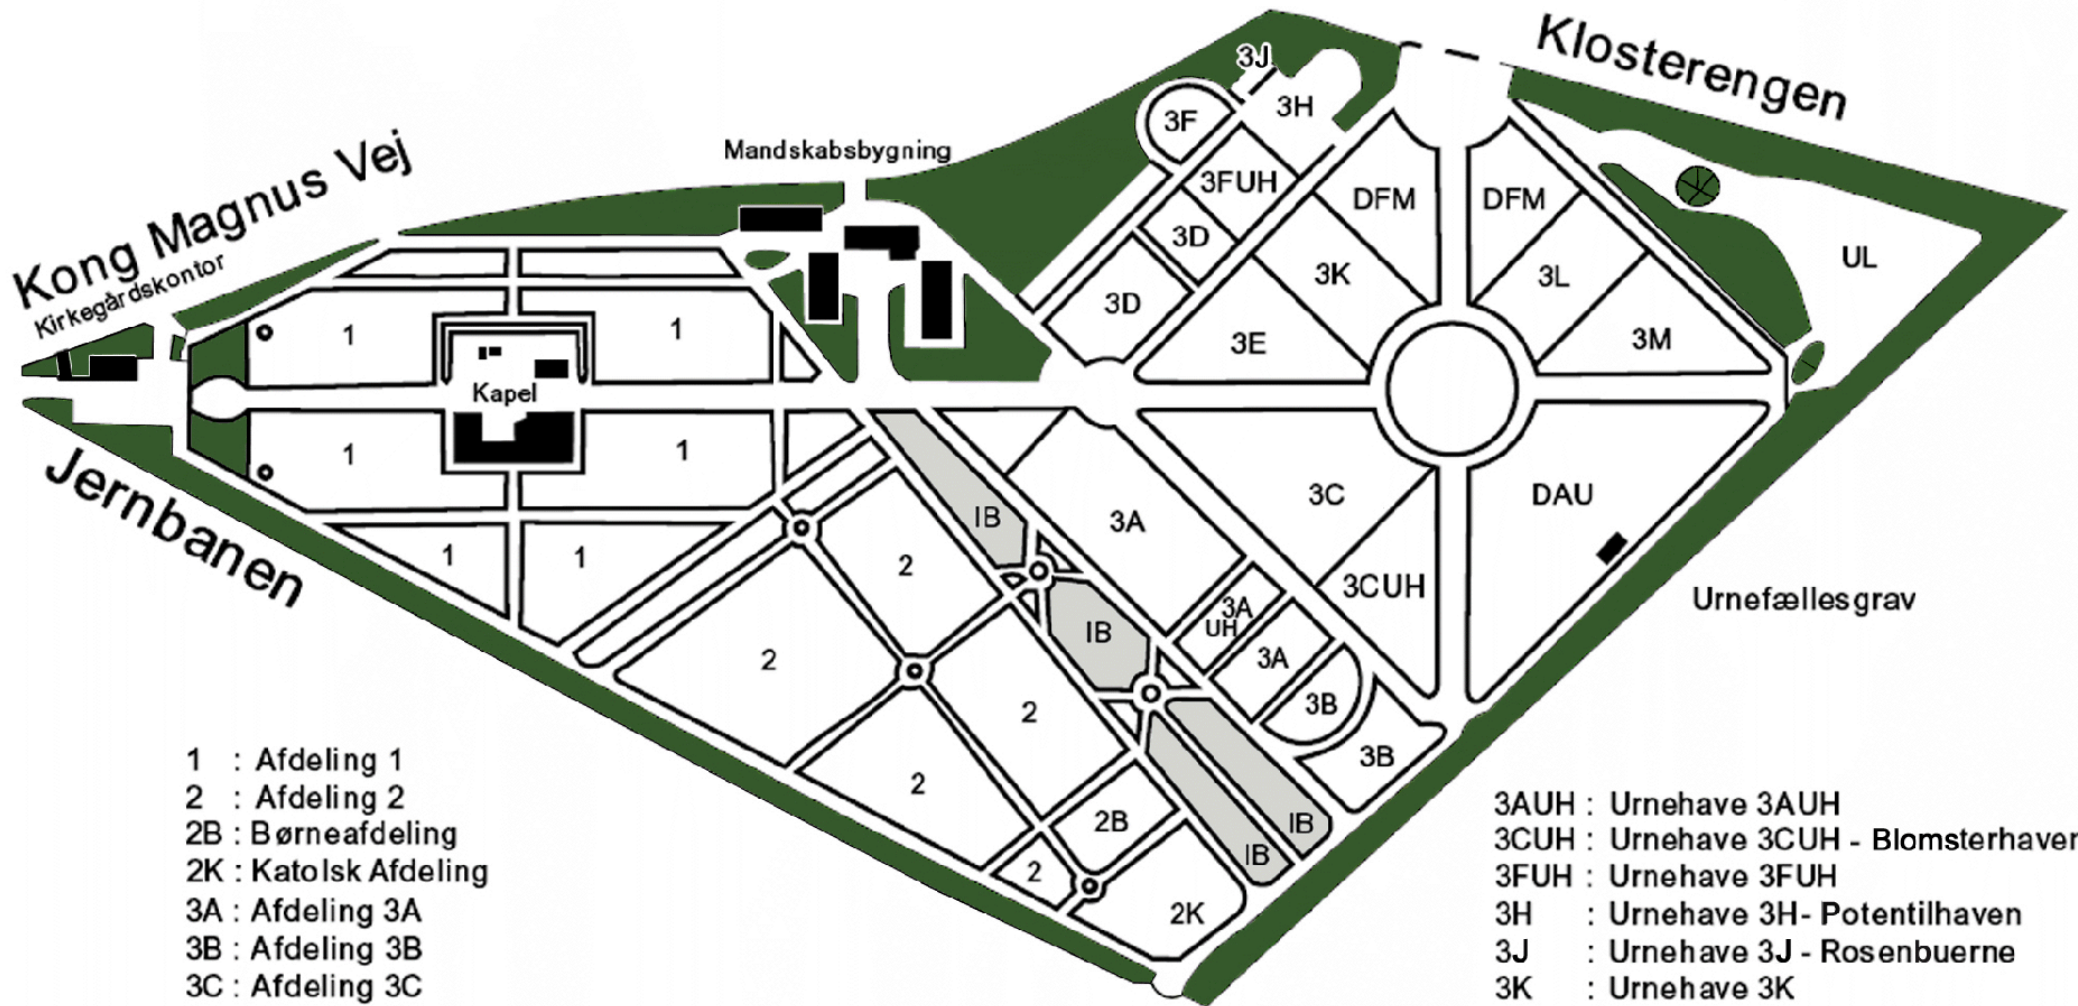 Klosterengen
Kong Magnus Vej
Kirkegårdskontor
Mandskabsbygning
Jernbanen
Urnefællesgrav
Kapel
3J
3H
3F
3FUH
DFM
DFM
3D
3K
3L
UL
3D
3E
3M
1
1
1
1
1
1
IB
3A
3C
DAU
2
3CUH
3A
UH
IB
2
3A
3B
2
3B
2
2B
IB
IB
2
2K
1 : Afdeling 1
2 : Afdeling 2
2B : Børneafdeling
2K : Katolsk Afdeling
3A : Afdeling 3A
3B : Afdeling 3B
3C : Afdeling 3C
3AUH : Urnehave 3AUH
3CUH : Urnehave 3CUH - Blomsterhaven
3FUH : Urnehave 3FUH
3H : Urnehave 3H- Potentilhaven
3J : Urnehave 3J - Rosenbuerne
3K : Urnehave 3K